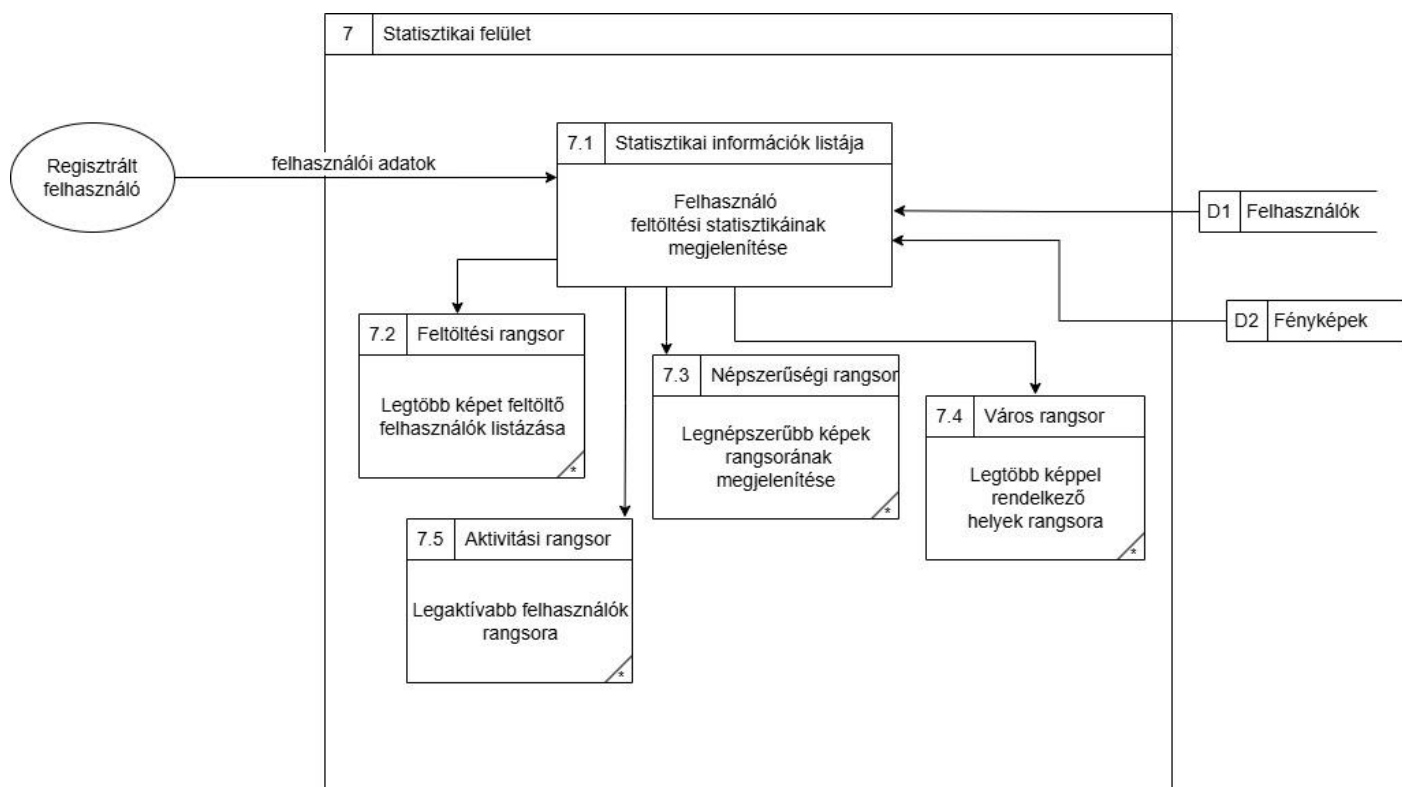 7 Statisztikai felület
7.1 Statisztikai információk listája
Regisztrált
felhasználó
felhasználói adatok
Felhasználó
feltöltési statisztikáinak
megjelenítése
D1 Felhasználók
D2 Fényképek
7.2 Feltöltési rangsor
Legtöbb képet feltöltő
felhasználók listázása
*
7.3 Népszerűségi rangsor
Legnépszerűbb képek
rangsorának
megjelenítése
*
7.4 Város rangsor
Legtöbb képpel
rendelkező
helyek rangsora
*
7.5 Aktivitási rangsor
Legaktívabb felhasználók
rangsora
*